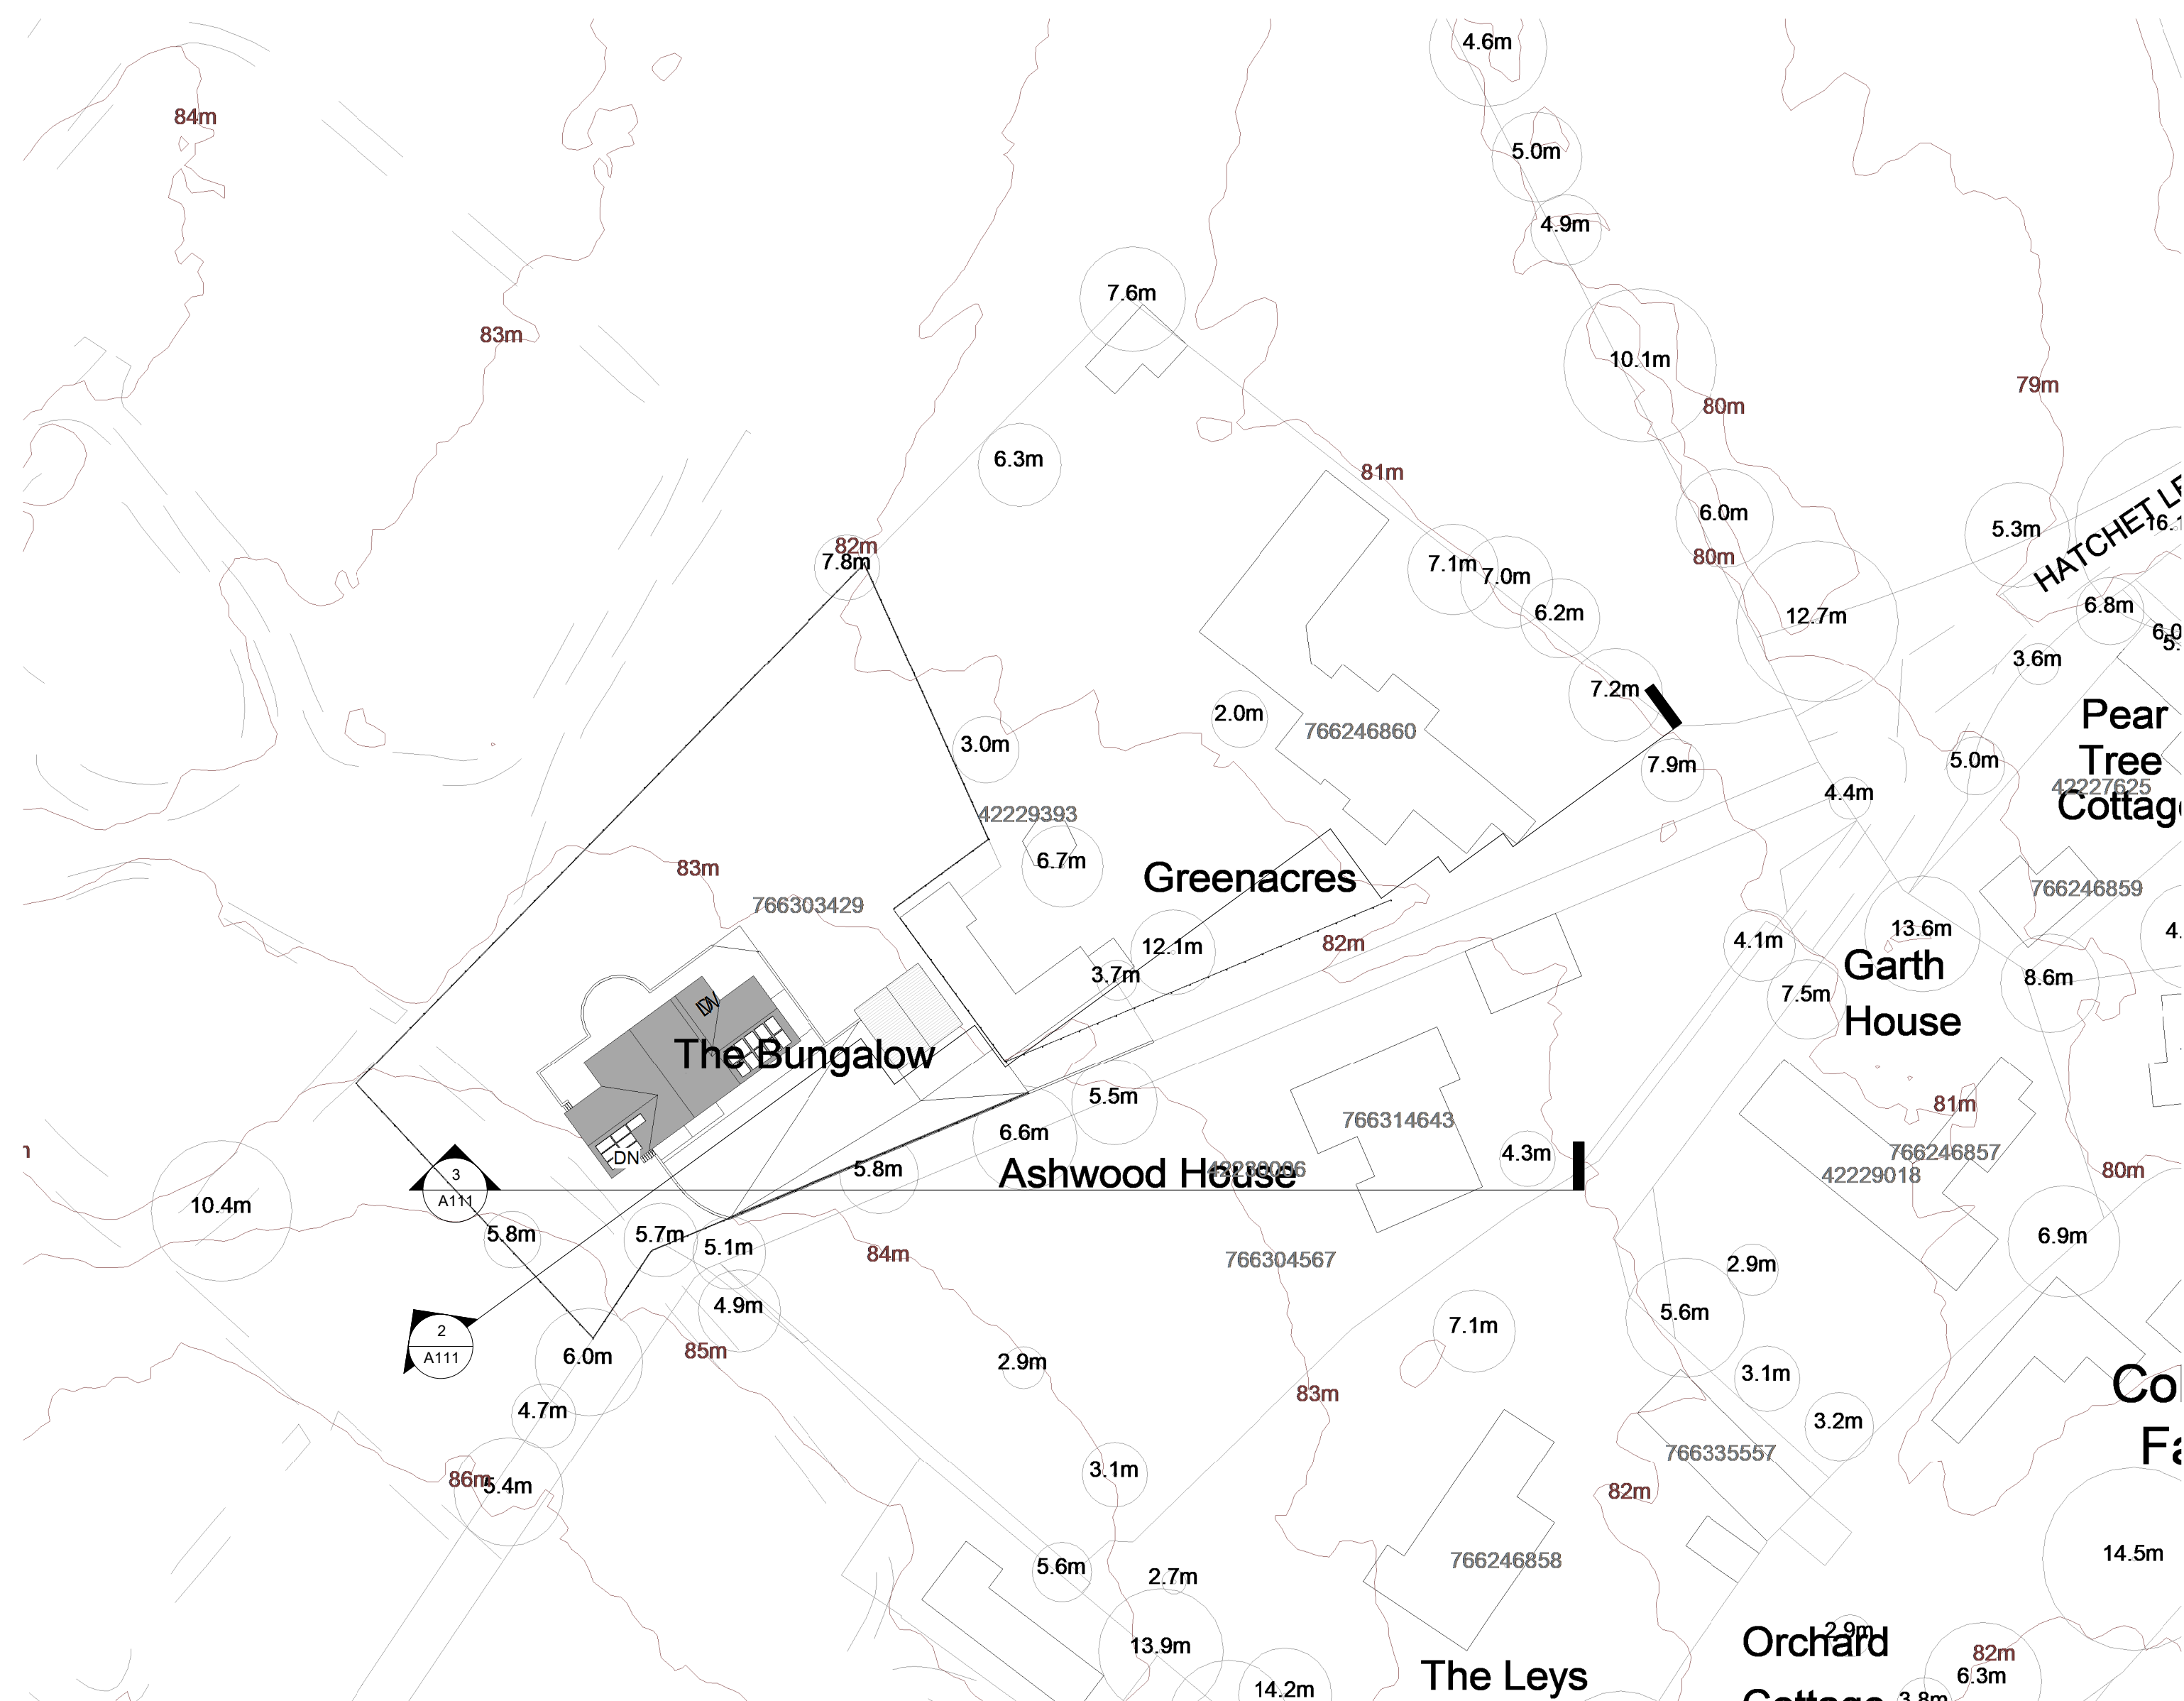 4.6m
84m
5.0m
4.9m
7.6m
83m
10.1m
79m
80m
6.3m
81m
6.0m
5.3m
HATCHET
82m
7.8m
80m
7.1m
7.0m
6.2m
12.7m
6.8m
3.6m
7.2m
2.0m
766246860
3.0m
7.9m
5.0m
4.4m
Pear
Tree
42227625
42229393
6.7m
83m
766303429
Greenacres
766246859
12.1m
82m
4.1m
13.6m
3.7m
7.5m
Garth
House
8.6m
DN
The Bungalow
5.5m
6.6m
766314643
81m
766246857
42229018
80m
DN
5.8m
Ashwood House
4.3m
3
A111
10.4m
5.8m
5.7m
5.1m
84m
766304567
6.9m
2.9m
4.9m
5.6m
7.1m
2
A111
85m
6.0m
2.9m
3.1m
83m
4.7m
3.2m
86m
5.4m
3.1m
766335557
82m
5.6m
2.7m
766246858
14.5m
13.9m
2.9m
Orchard
The Leys
82m
6.3m
14.2m
3.8m